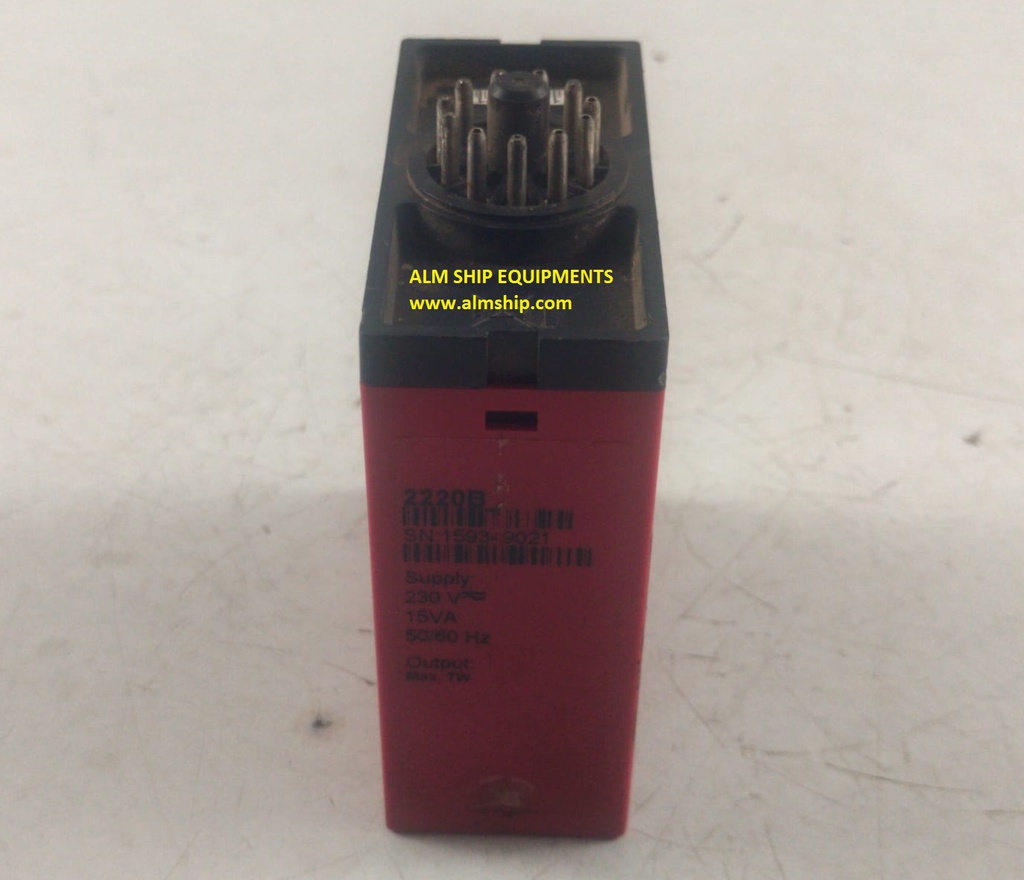 ALM SHIP EQUIPMENTS
www.almship.com
2220B
SN 1593 9021
Supply:
230 V
15VA
50/60 Hz
Output:
Max. 7W